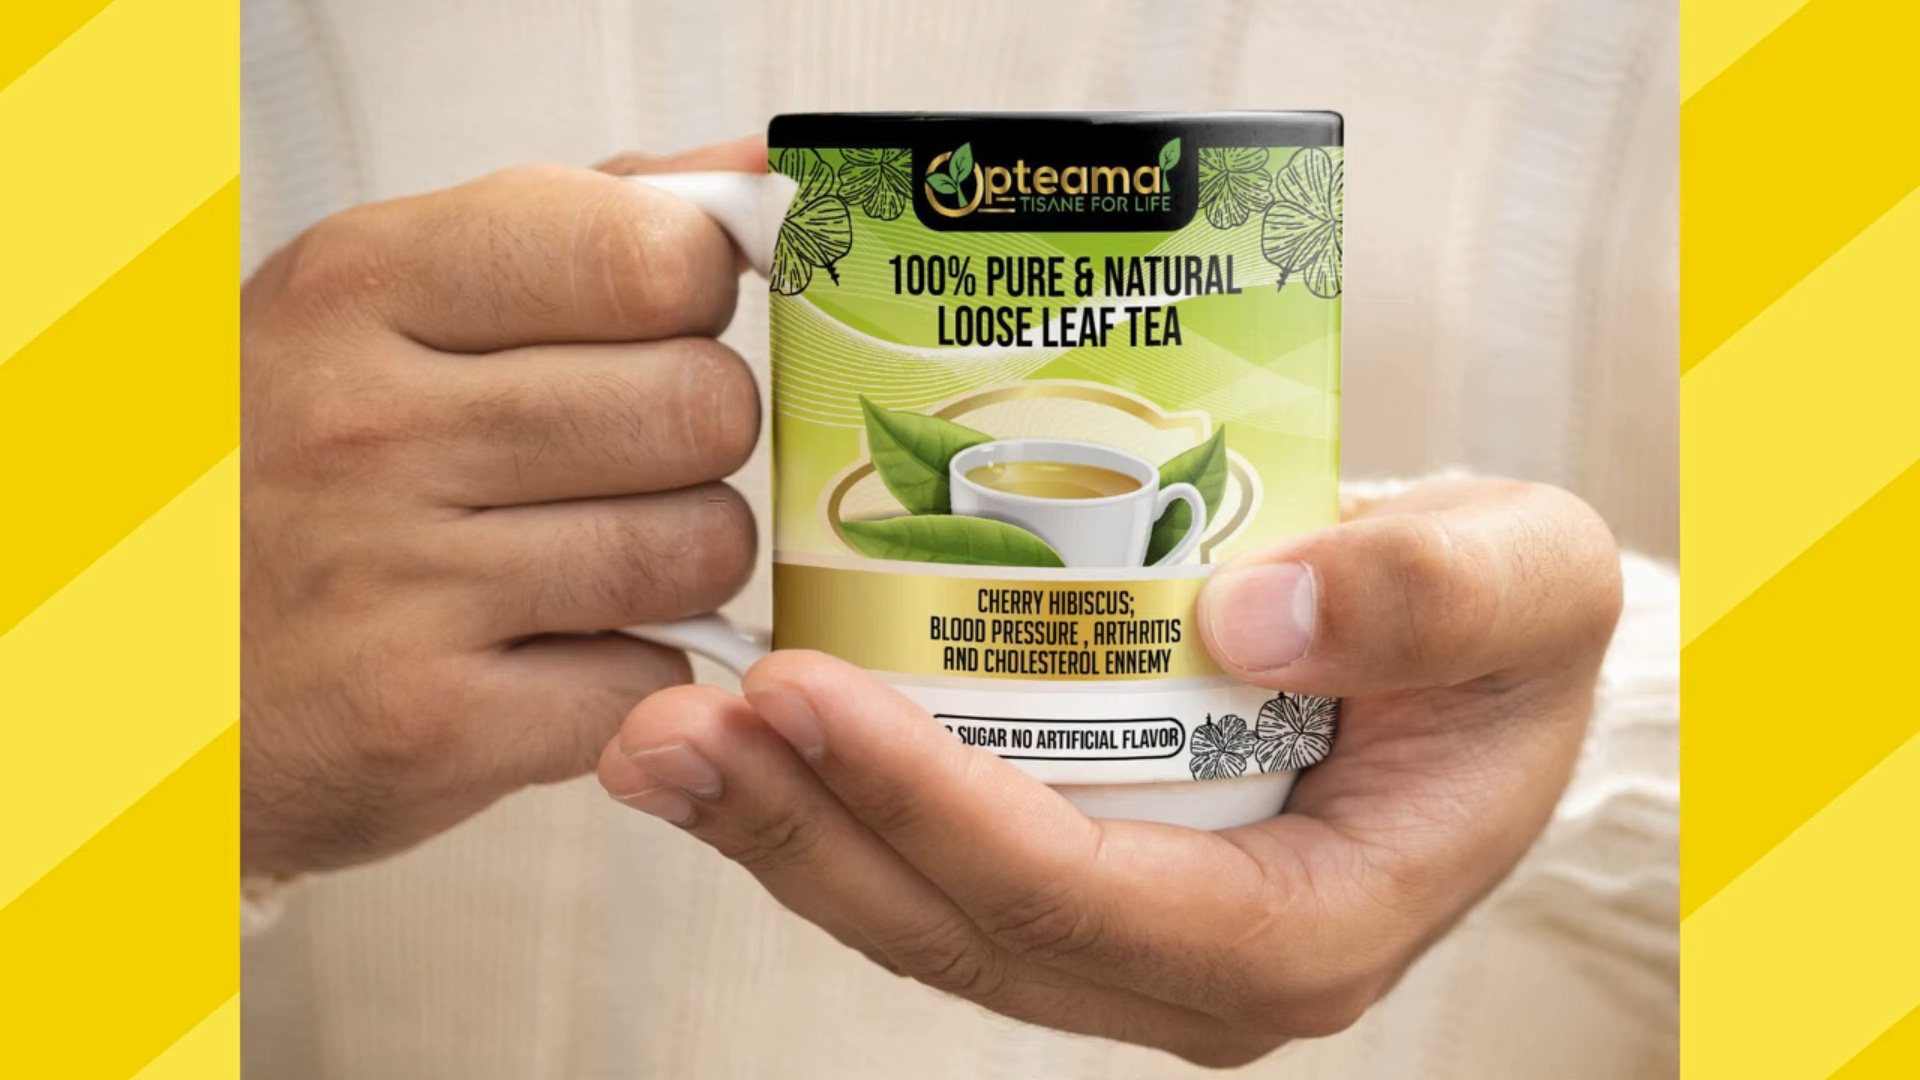 Opteama
TISANE FOR LIFE
100% PURE & NATURAL
LOOSE LEAF TEA
CHERRY HIBISCUS;
BLOOD PRESSURE , ARTHRITIS
AND CHOLESTEROL ENNEMY
SUGAR NO ARTIFICIAL FLAVOR